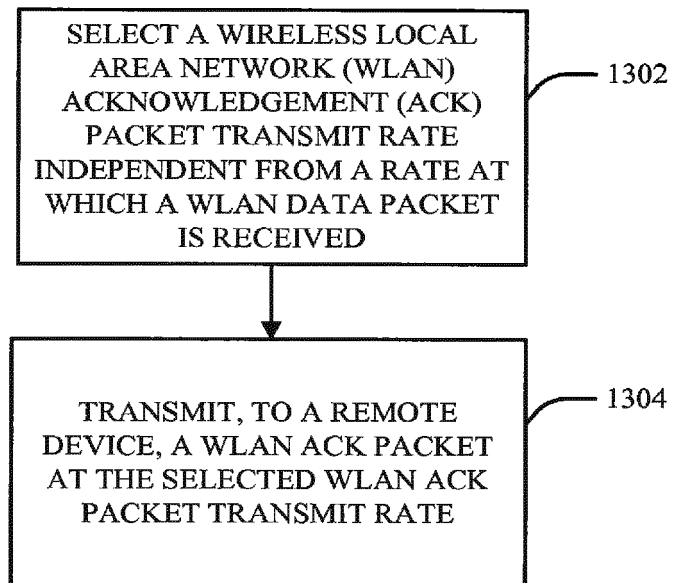 SELECT A WIRELESS LOCAL
AREA NETWORK (WLAN)
ACKNOWLEDGEMENT (ACK)
PACKET TRANSMIT RATE
INDEPENDENT FROM A RATE AT
WHICH A WLAN DATA PACKET
IS RECEIVED
1302
TRANSMIT, TO A REMOTE
DEVICE, A WLAN ACK PACKET
AT THE SELECTED WLAN ACK
PACKET TRANSMIT RATE
1304